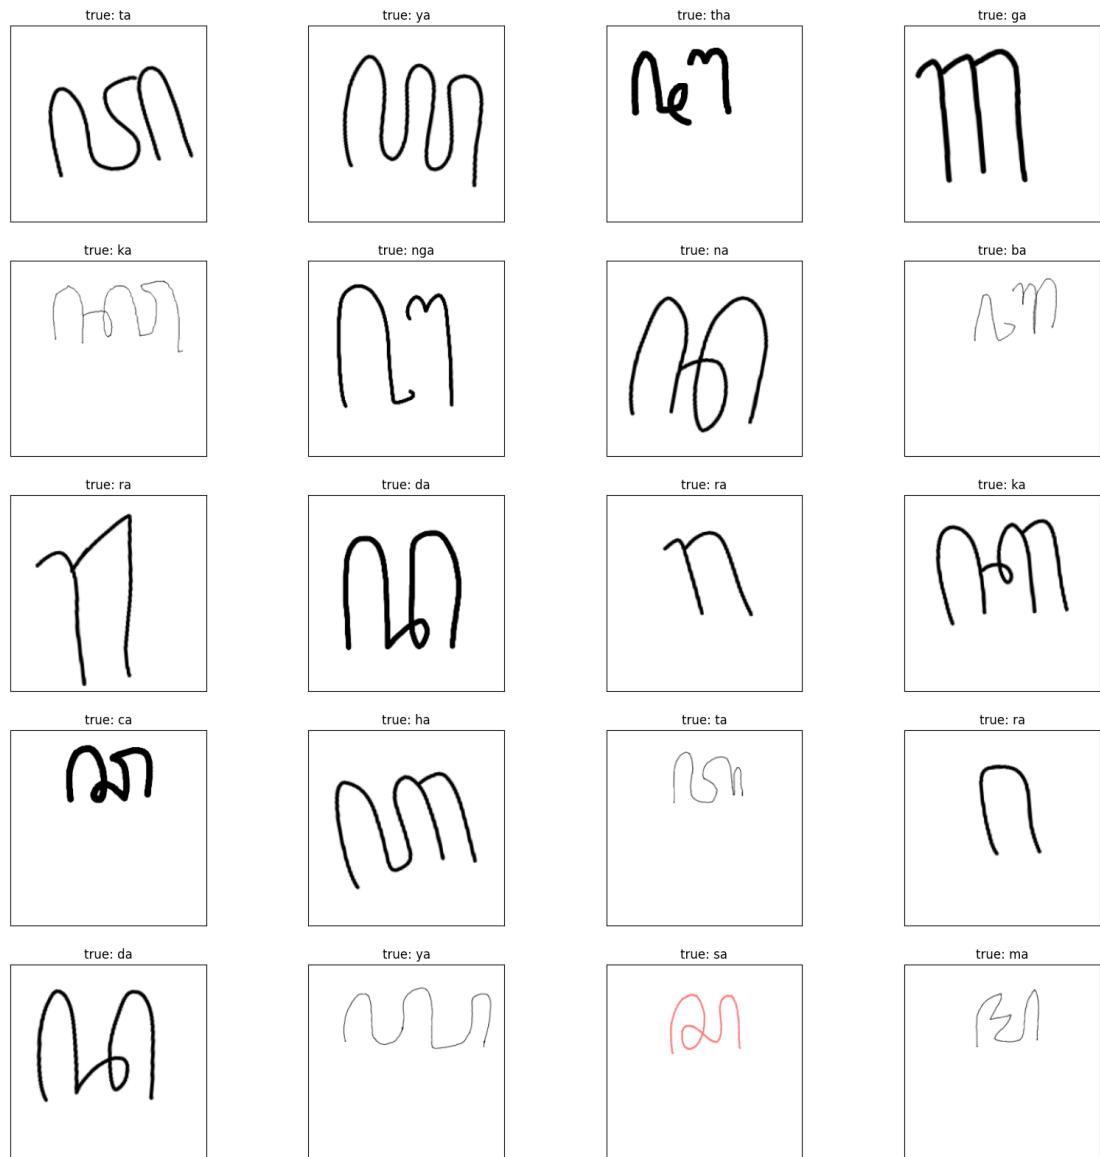 true: ta true: ya true: tha true: ga
ꦠ ꦪ ꦛ ꦒ
true: ka true: nga true: na true: ba
ꦏ ꦔ ꦤ ꦧ
true: ra true: da true: ra true: ka
ꦫ ꦢ ꦫ ꦏ
true: ca true: ha true: ta true: ra
ꦕ ꦲ ꦠ ꦫ
true: da true: ya true: sa true: ma
ꦢ ꦪ ꦱ ꦩ